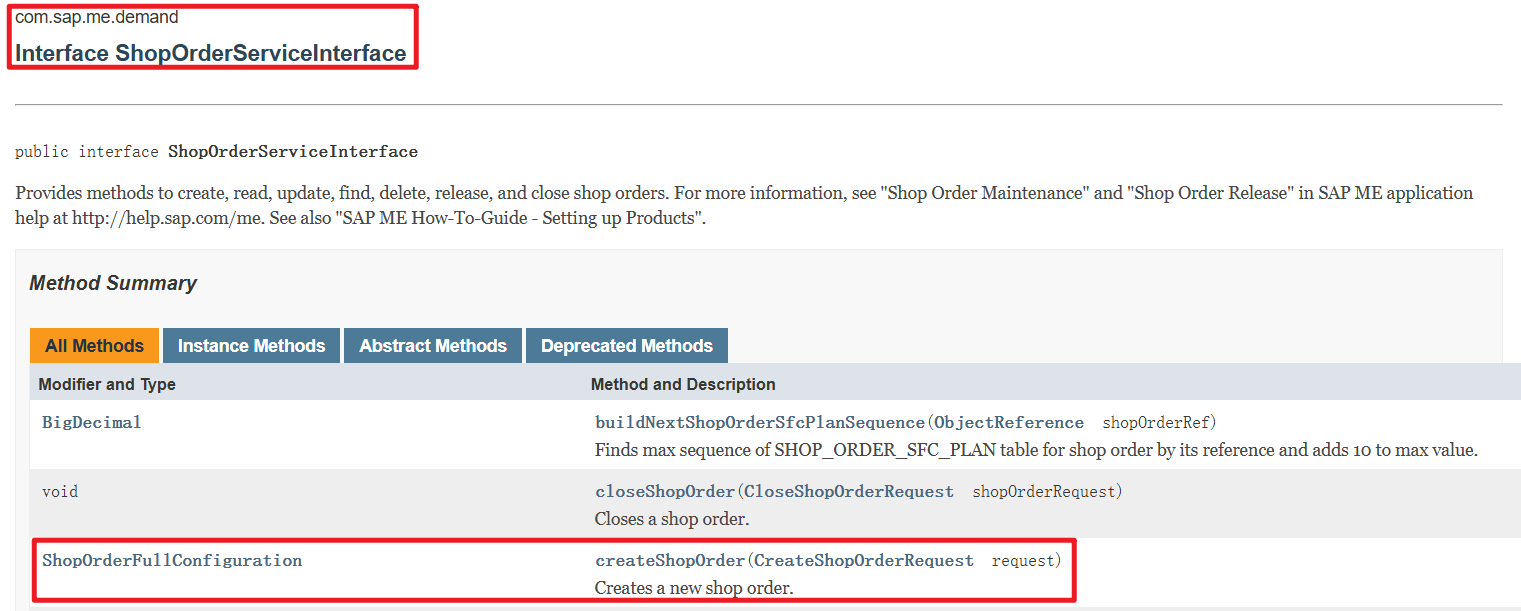 com.sap.me.demand
Interface ShopOrderServiceInterface
public interface ShopOrderServiceInterface
Provides methods to create, read, update, find, delete, release, and close shop orders. For more information, see "Shop Order Maintenance" and "Shop Order Release" in SAP ME application
help at http://help.sap.com/me. See also "SAP ME How-To-Guide - Setting up Products".
Method Summary
All Methods Instance Methods Abstract Methods Deprecated Methods
Modifier and Type Method and Description
BigDecimal buildNextShopOrderSfcPlanSequence(ObjectReference shopOrderRef)
Finds max sequence of SHOP_ORDER_SFC_PLAN table for shop order by its reference and adds 10 to max value.
void closeShopOrder(CloseShopOrderRequest shopOrderRequest)
Closes a shop order.
ShopOrderFullConfiguration createShopOrder(CreateShopOrderRequest request)
Creates a new shop order.